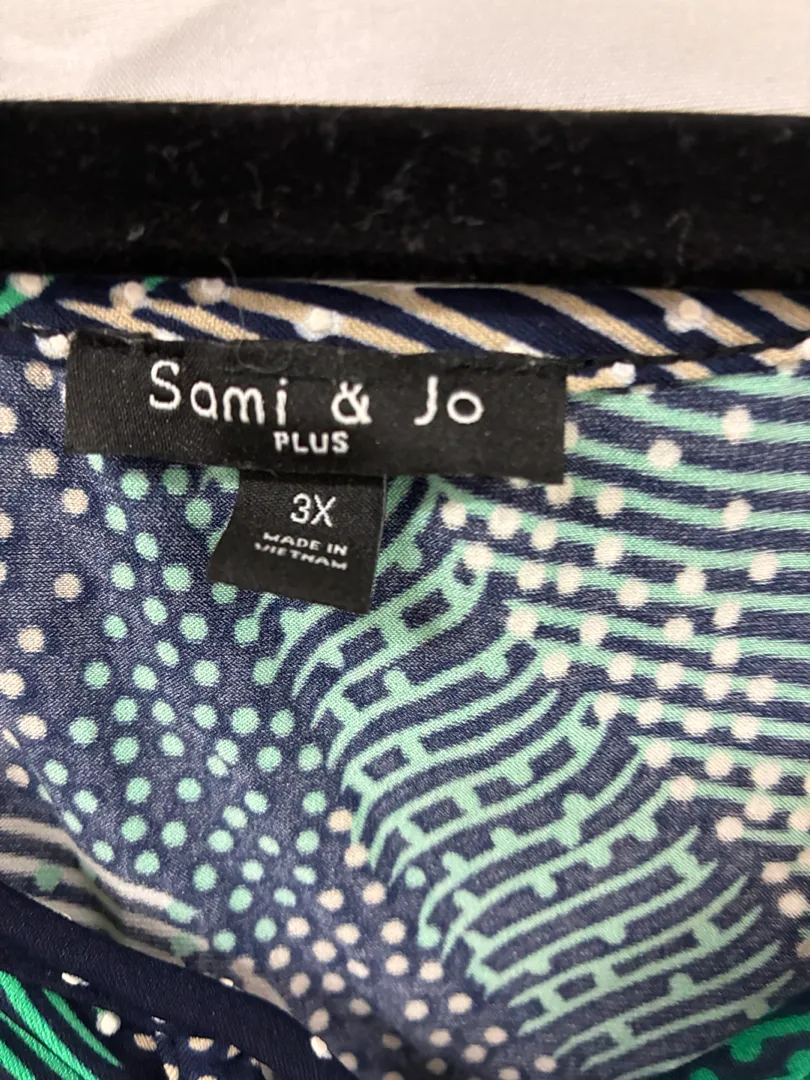 Sami & Jo
PLUS
3X
MADE IN
VIETNAM